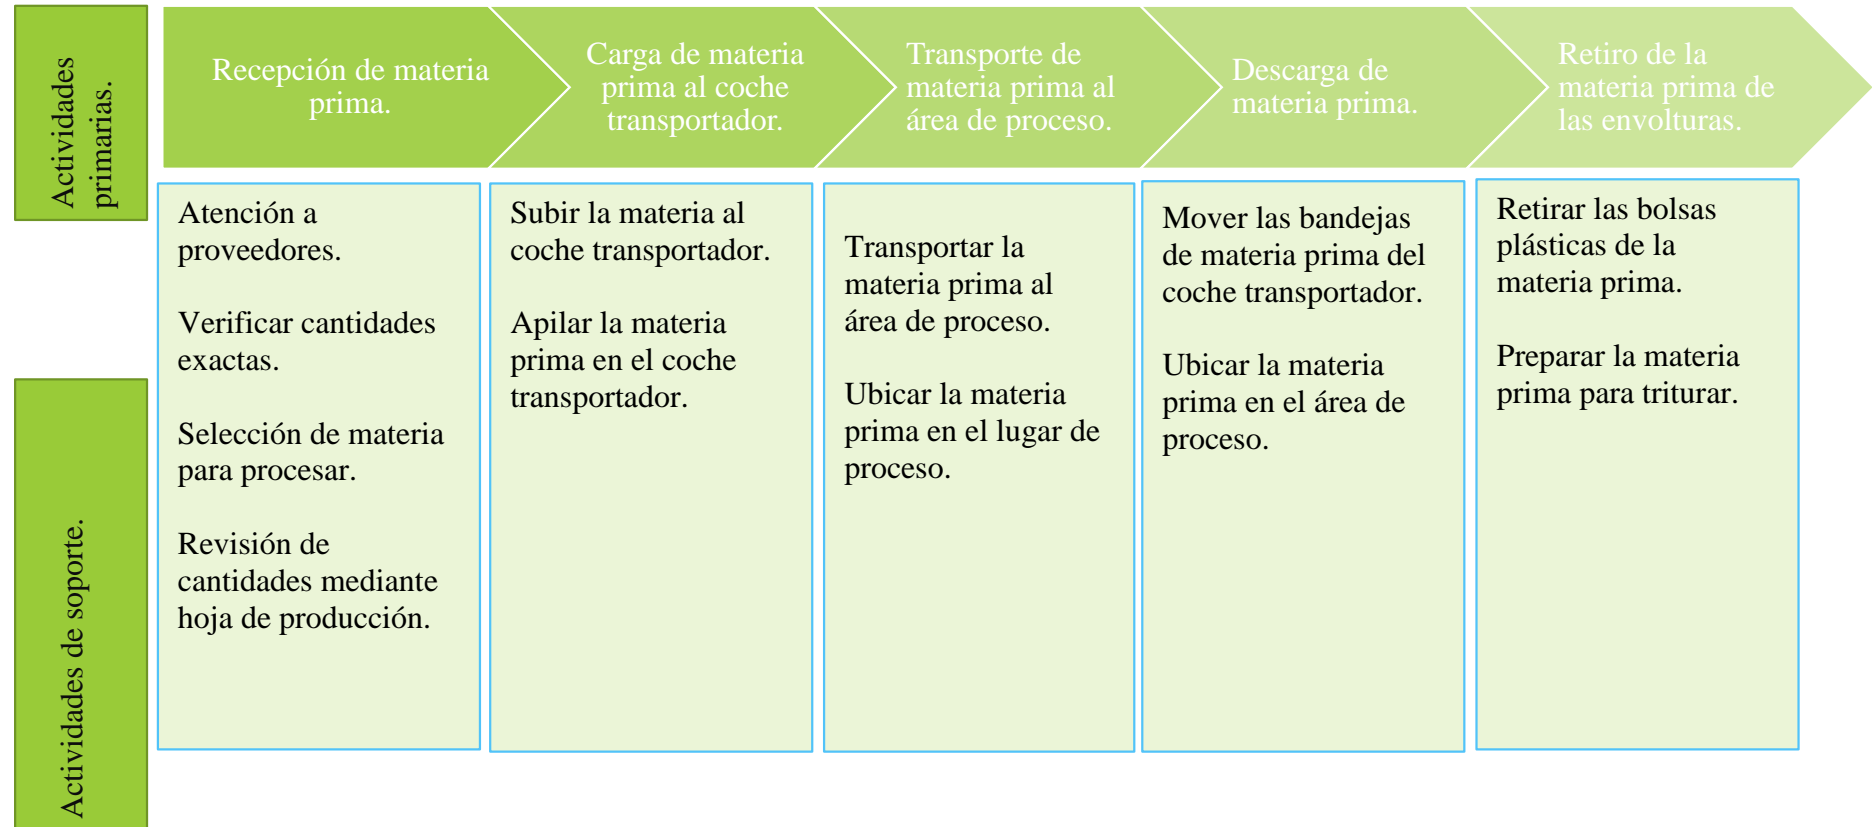 Actividades
primarias.
Recepción de materia
prima.
Carga de materia
prima al coche
transportador.
Transporte de
materia prima al
área de proceso.
Descarga de
materia prima.
Retiro de la
materia prima de
las envolturas.
Actividades de soporte.
Atención a
proveedores.
Verificar cantidades
exactas.
Selección de materia
para procesar.
Revisión de
cantidades mediante
hoja de producción.
Subir la materia al
coche transportador.
Apilar la materia
prima en el coche
transportador.
Transportar la
materia prima al
área de proceso.
Ubicar la materia
prima en el lugar de
proceso.
Mover las bandejas
de materia prima del
coche transportador.
Ubicar la materia
prima en el área de
proceso.
Retirar las bolsas
plásticas de la
materia prima.
Preparar la materia
prima para triturar.